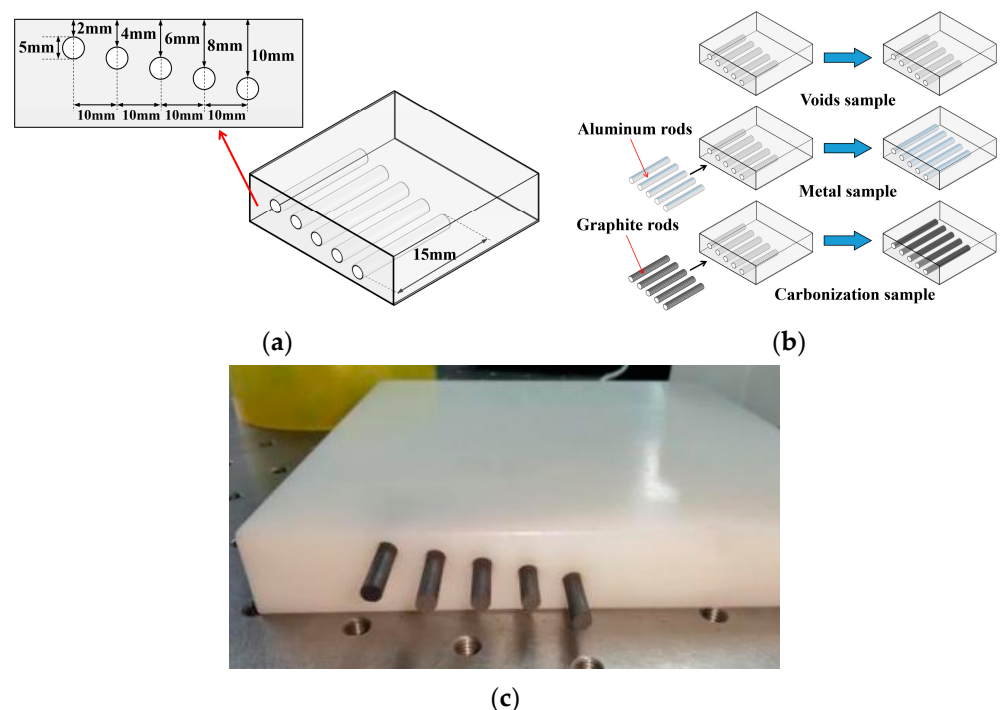 2mm
4mm
6mm
8mm
10mm
5mm
10mm 10mm 10mm 10mm
15mm
(a)
Voids sample
Aluminum rods
Metal sample
Graphite rods
Carbonization sample
(b)
(c)